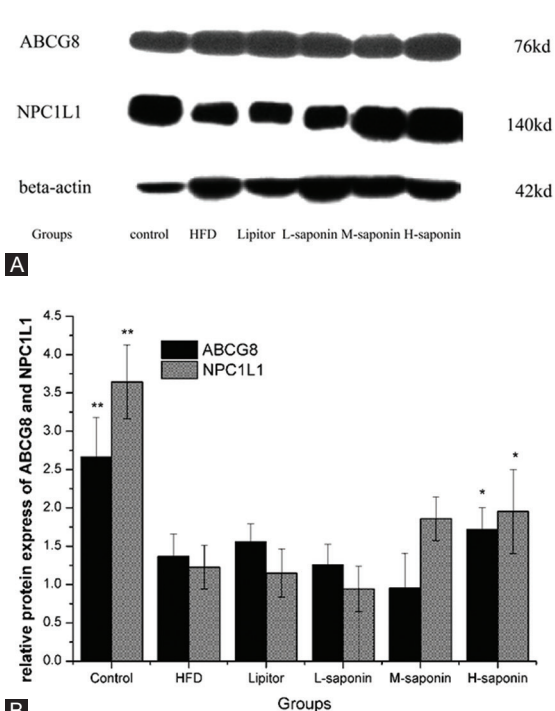 ABCG8 76kd
NPC1L1 140kd
beta-actin 42kd
Groups control HFD Lipitor L-saponin M-saponin H-saponin
A
relative protein express of ABCG8 and NPC1L1
4.5
4.0
3.5
3.0
2.5
2.0
1.5
1.0
0.5
0.0
ABCG8
NPC1L1
**
**
*
*
Control HFD Lipitor L-saponin M-saponin H-saponin
Groups
B